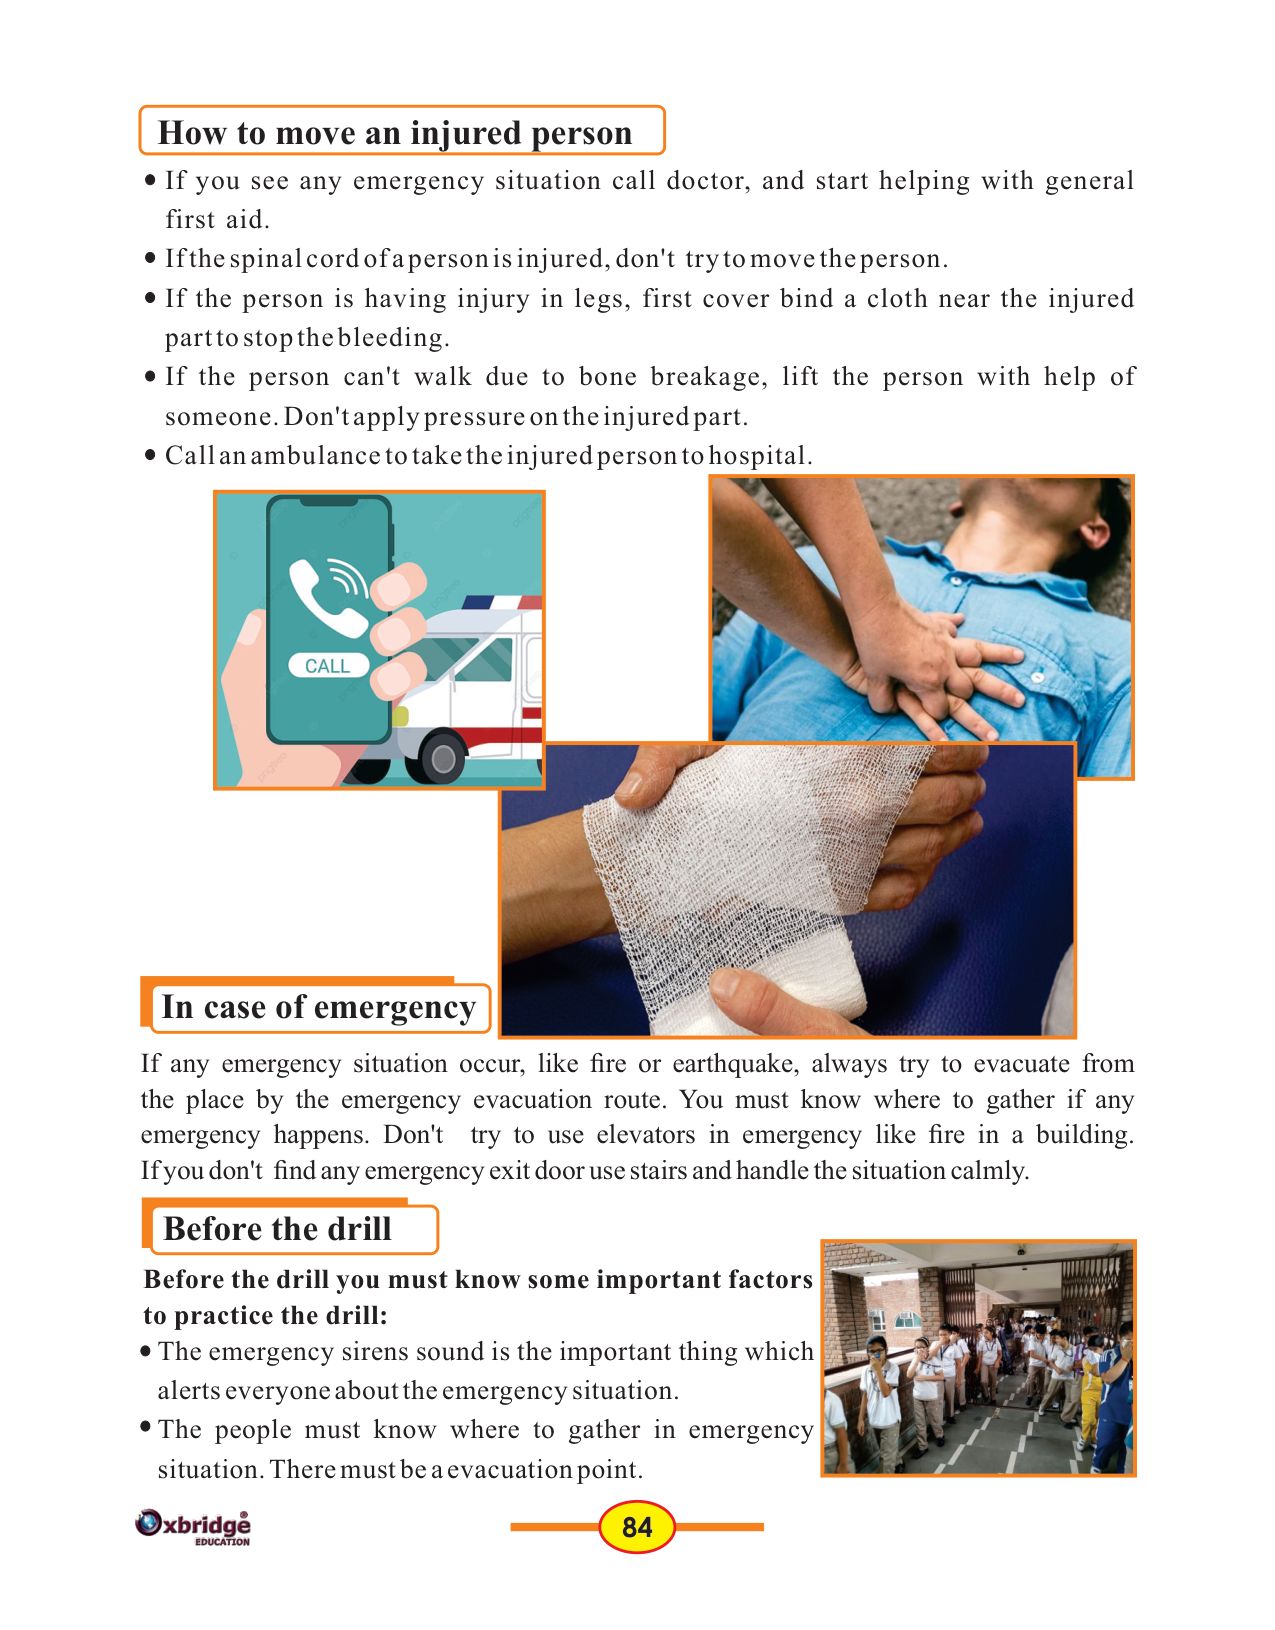 How to move an injured person
• If you see any emergency situation call doctor, and start helping with general
first aid.
• If the spinal cord of a person is injured, don't try to move the person.
• If the person is having injury in legs, first cover bind a cloth near the injured
part to stop the bleeding.
• If the person can't walk due to bone breakage, lift the person with help of
someone. Don't apply pressure on the injured part.
• Call an ambulance to take the injured person to hospital.
CALL
In case of emergency
If any emergency situation occur, like fire or earthquake, always try to evacuate from
the place by the emergency evacuation route. You must know where to gather if any
emergency happens. Don't try to use elevators in emergency like fire in a building.
If you don't find any emergency exit door use stairs and handle the situation calmly.
Before the drill
Before the drill you must know some important factors
to practice the drill:
• The emergency sirens sound is the important thing which
alerts everyone about the emergency situation.
• The people must know where to gather in emergency
situation. There must be a evacuation point.
Oxbridge®
EDUCATION
84